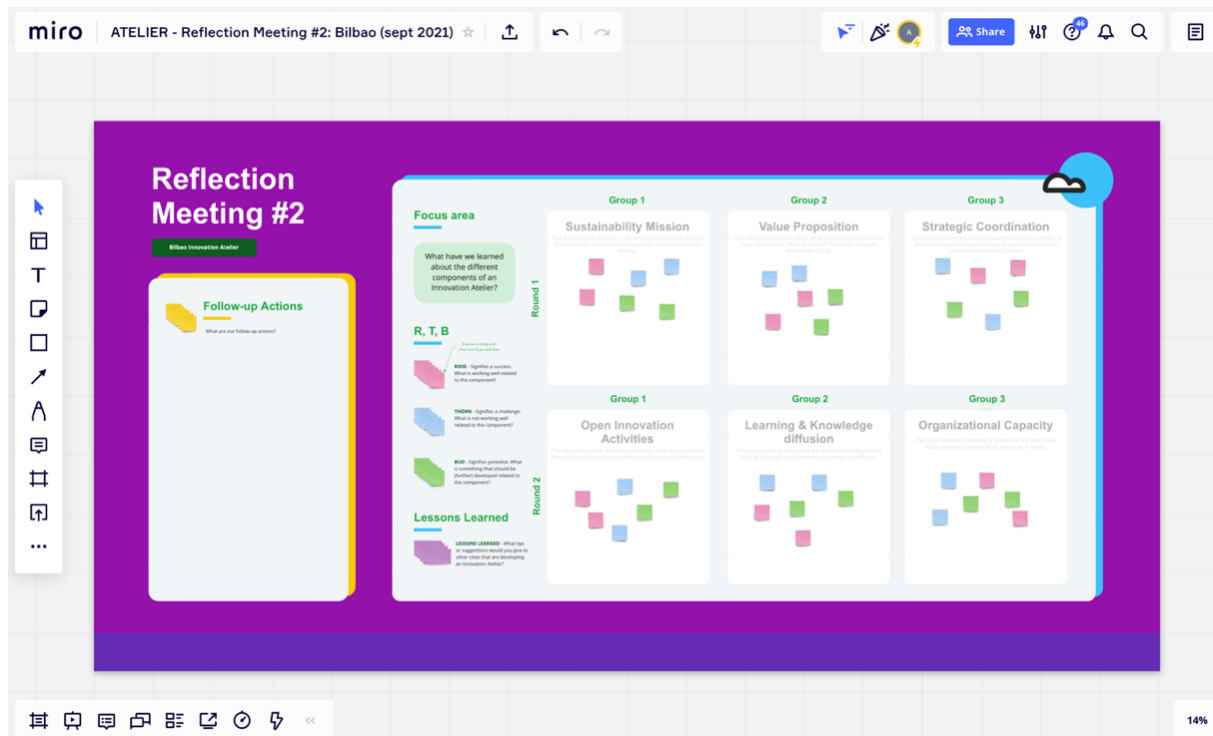 miro
ATELIER - Reflection Meeting #2: Bilbao (sept 2021)
A
Share
46
Reflection
Meeting #2
Bilbao Innovation Atelier
Follow-up Actions
What are our follow-up actions?
Focus area
What have we learned
about the different
components of an
Innovation Atelier?
R, T, B
ROSE - Signifies a success.
What is working well related
to the component?
THORN - Signifies a challenge.
What is not working well
related to the component?
BUD - Signifies potential. What
is something that should be
(further) developed related to
the component?
Lessons Learned
LESSONS LEARNED - What tips
or suggestions would you give to
other cities that are developing
an Innovation Atelier?
Round 1
Group 1
Sustainability Mission
Group 2
Value Proposition
Group 3
Strategic Coordination
Round 2
Group 1
Open Innovation
Activities
Group 2
Learning & Knowledge
diffusion
Group 3
Organizational Capacity
14%